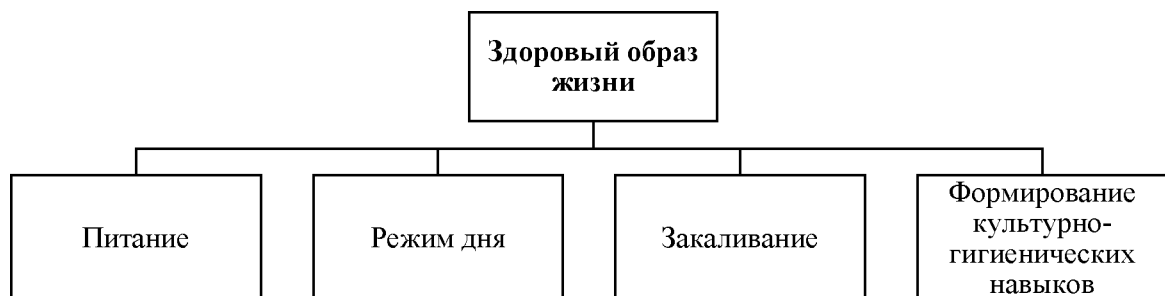 Здоровый образ
жизни
Питание
Режим дня
Закаливание
Формирование
культурно-
гигиенических
навыков